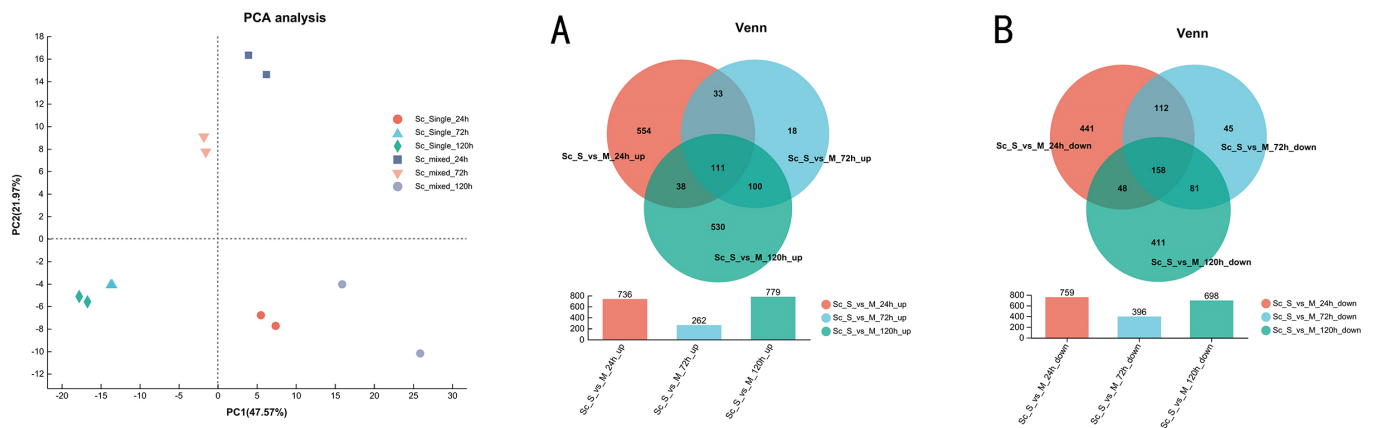 PCA analysis
18
16
14
12
10
8
6
4
2
0
-2
-4
-6
-8
-10
-12
PC2(21.97%)
-20
-15
-10
-5
0
5
10
15
20
25
30
PC1(47.57%)
Sc_Single_24h
Sc_Single_72h
Sc_Single_120h
Sc_mixed_24h
Sc_mixed_72h
Sc_mixed_120h
A
Venn
33
554
18
Sc_S_vs_M_24h_up
Sc_S_vs_M_72h_up
111
38
100
530
Sc_S_vs_M_120h_up
800
600
400
200
0
736
262
779
Sc_S_vs_M_24h_up
Sc_S_vs_M_72h_up
Sc_S_vs_M_120h_up
Sc_S_vs_M_24h_up
Sc_S_vs_M_72h_up
Sc_S_vs_M_120h_up
B
Venn
112
441
45
Sc_S_vs_M_24h_down
Sc_S_vs_M_72h_down
158
48
81
411
Sc_S_vs_M_120h_down
800
600
400
200
0
759
396
698
Sc_S_vs_M_24h_down
Sc_S_vs_M_72h_down
Sc_S_vs_M_120h_down
Sc_S_vs_M_24h_down
Sc_S_vs_M_72h_down
Sc_S_vs_M_120h_down